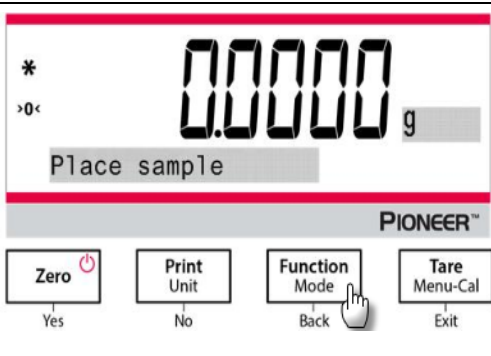 *
>0<
0.0000 g
Place sample
PIONEER™
Zero
Print
Unit
Function
Mode
Tare
Menu-Cal
Yes
No
Back
Exit